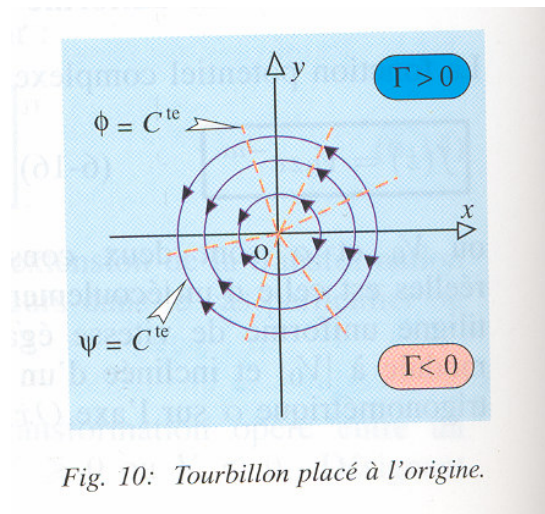 y
Γ > 0
ϕ = C^te
x
O
ψ = C^te
Γ < 0
Fig. 10: Tourbillon placé à l'origine.